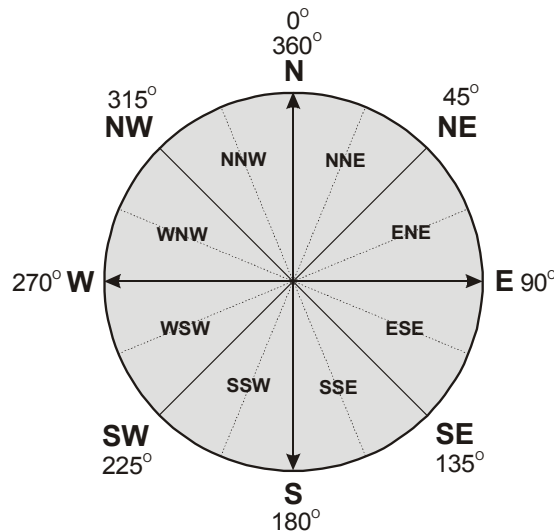 0°
360°
N
315°
NW
45°
NE
NNW
NNE
WNW
ENE
270° W
E 90°
WSW
ESE
SSW
SSE
SW
225°
SE
135°
S
180°